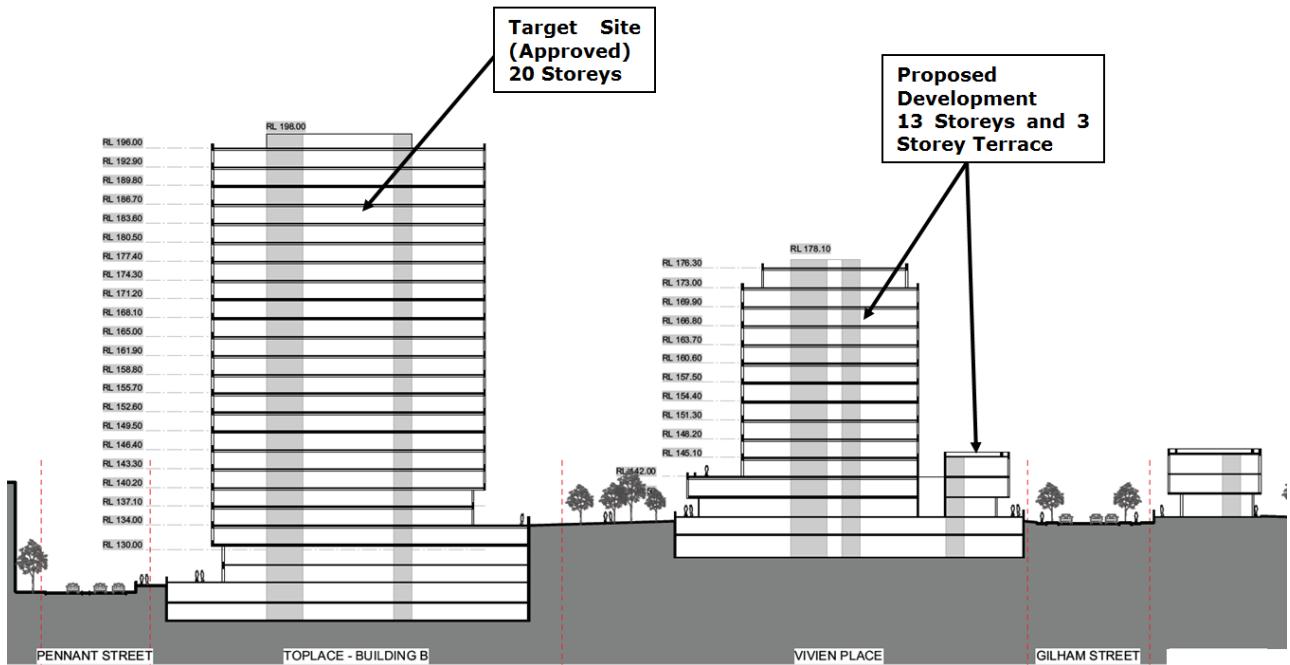 Target Site
(Approved)
20 Storeys
Proposed
Development
13 Storeys and 3
Storey Terrace
RL 198.00
RL 196.00
RL 192.90
RL 189.80
RL 186.70
RL 183.60
RL 180.50
RL 177.40
RL 174.30
RL 171.20
RL 168.10
RL 165.00
RL 161.90
RL 158.80
RL 155.70
RL 152.60
RL 149.50
RL 146.40
RL 143.30
RL 140.20
RL 137.10
RL 134.00
RL 130.00
RL 178.10
RL 176.30
RL 173.00
RL 169.90
RL 166.80
RL 163.70
RL 160.60
RL 157.50
RL 154.40
RL 151.30
RL 148.20
RL 145.10
RL 142.00
PENNANT STREET
TOPLACE - BUILDING B
VIVIEN PLACE
GILHAM STREET